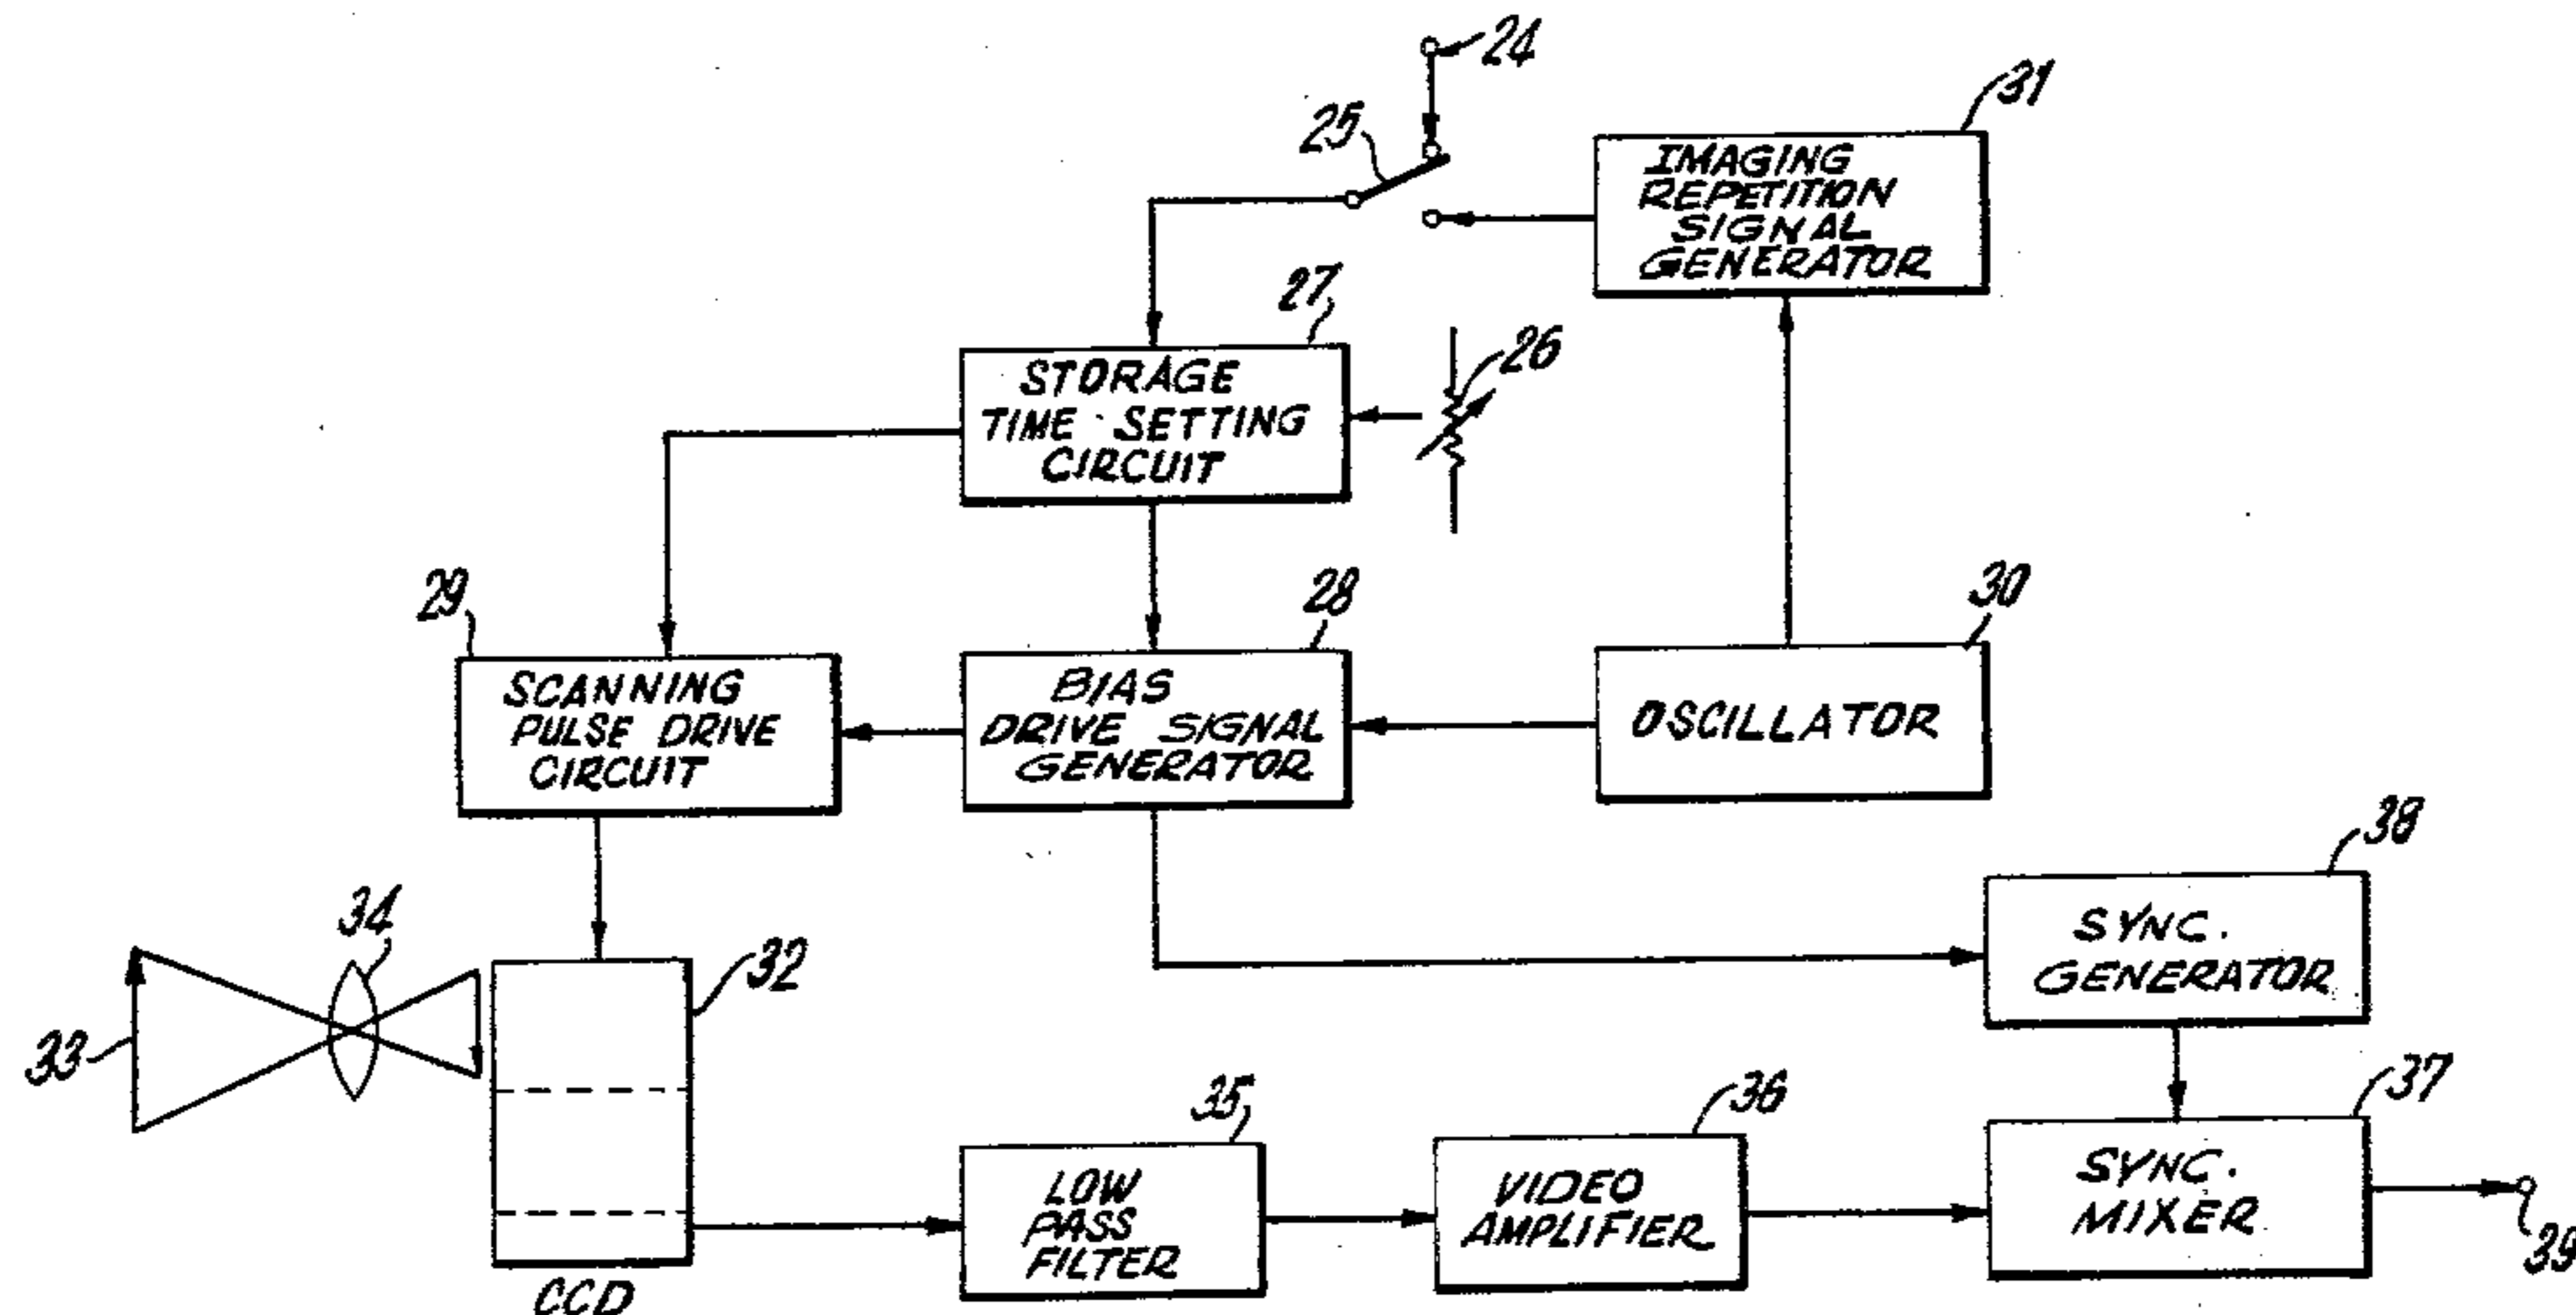 24
31
25
IMAGING
REPETITION
SIGNAL
GENERATOR
27
26
STORAGE
TIME SETTING
CIRCUIT
29
28
30
SCANNING
PULSE DRIVE
CIRCUIT
BIAS
DRIVE SIGNAL
GENERATOR
OSCILLATOR
38
34
32
SYNC.
GENERATOR
33
35
36
37
LOW
PASS
FILTER
VIDEO
AMPLIFIER
SYNC.
MIXER
39
CCD